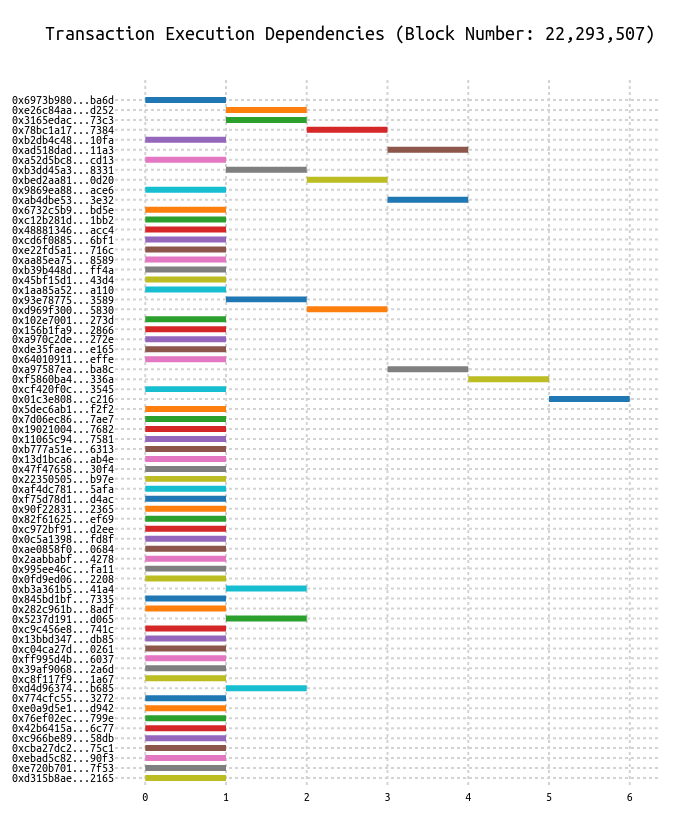 Transaction Execution Dependencies (Block Number: 22,293,507)
0x6973b980...ba6d
0xe26c84aa...d252
0x3165edac...73c3
0x78bc1a17...7384
0xb2db4c48...10fa
0xad518dad...11a3
0xa52d5bc8...cd13
0xb3dd45a3...8331
0xbed2aa81...0d20
0x9869ea88...ace6
0xab4dbe53...3e32
0x6732c5b9...bd5e
0xc12b281d...1bb2
0x48881346...acc4
0xcd6f0885...6bf1
0xe22fd5a1...716c
0xaa85ea75...8589
0xb39b448d...ff4a
0x45bf15d1...43d4
0x1aa85a52...a110
0x93e78775...3589
0xd969f300...5830
0x102e7001...273d
0x156b1fa9...2866
0xa970c2de...272e
0xde35faea...e165
0x64010911...effe
0xa97587ea...ba8c
0xf5860ba4...336a
0xcf420f0c...3545
0x01c3e808...c216
0x5dec6ab1...f2f2
0x7d06ec86...7ae7
0x19021004...7682
0x11065c94...7581
0xb777a51e...6313
0x13d1bca6...ab4e
0x47f47658...30f4
0x22350505...b97e
0xaf4dc781...5afa
0xf75d78d1...d4ac
0x90f22831...2365
0x82f61625...ef69
0xc972bf91...d2ee
0x0c5a1398...fd8f
0xae0858f0...0684
0x2aabbabf...4278
0x995ee46c...fa11
0x0fd9ed06...2208
0xb3a361b5...41a4
0x845bd1bf...7335
0x282c961b...8adf
0x5237d191...d065
0xc9c456e8...741c
0x13bbd347...db85
0xc04ca27d...0261
0xff995d4b...6037
0x39af9068...2a6d
0xc8f117f9...1a67
0xd4d96374...b685
0x774cfc55...3272
0xe0a9d5e1...d942
0x76ef02ec...799e
0x42b6415a...6c77
0xc966be89...58db
0xcba27dc2...75c1
0xebad5c82...90f3
0xe720b701...7f53
0xd315b8ae...2165
0 1 2 3 4 5 6